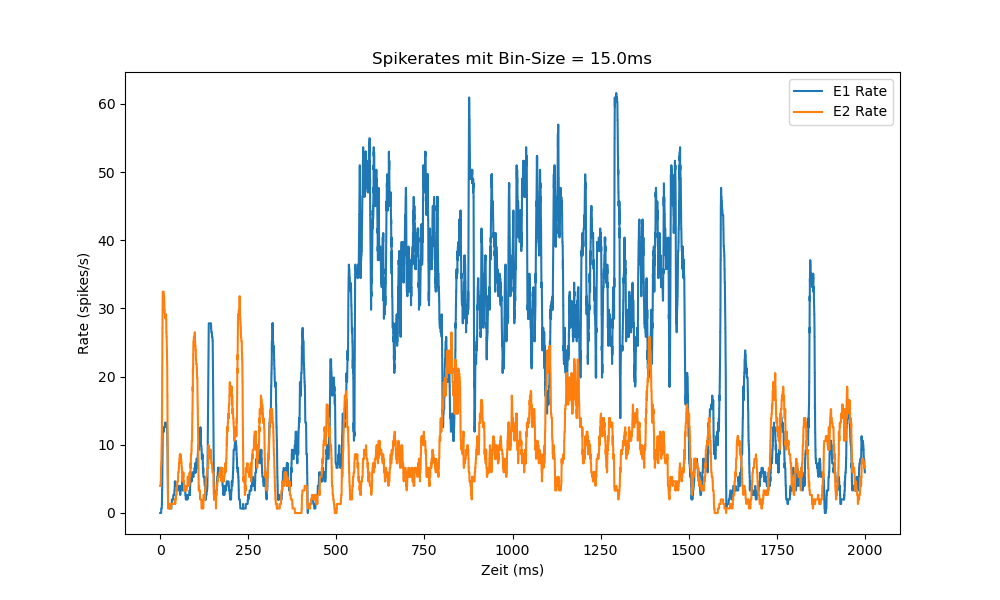 Spikerates mit Bin-Size = 15.0ms
E1 Rate
E2 Rate
Rate (spikes/s)
60
50
40
30
20
10
0
0 250 500 750 1000 1250 1500 1750 2000
Zeit (ms)